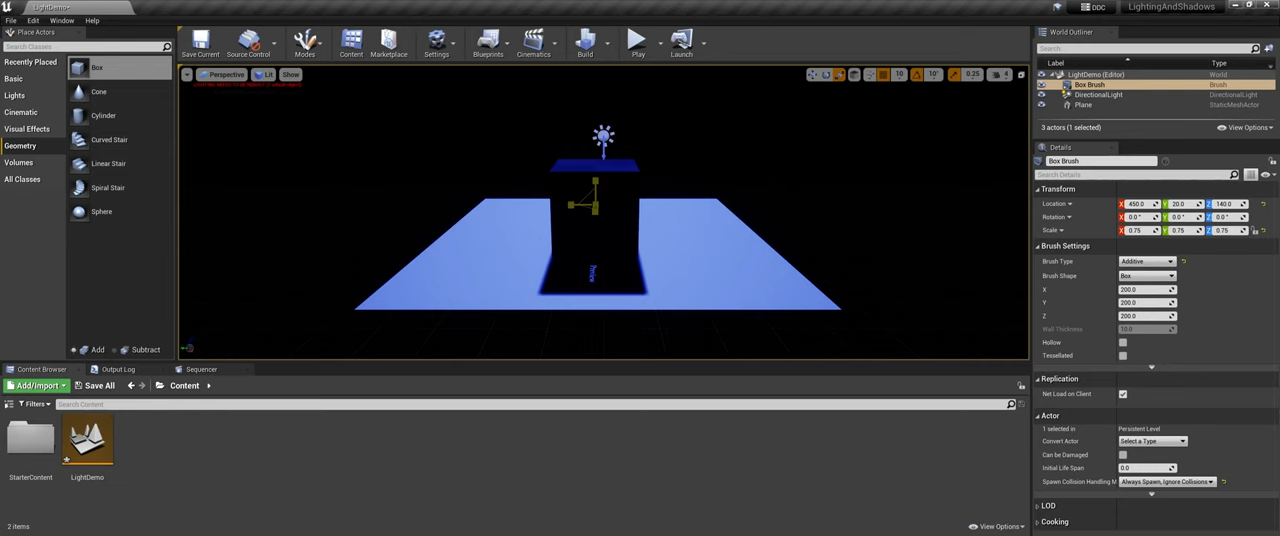 LightDemo*
DDC
LightingAndShadows
File Edit Window Help
Place Actors
Search Classes
Recently Placed
Basic
Lights
Cinematic
Visual Effects
Geometry
Volumes
All Classes
Box
Cone
Cylinder
Curved Stair
Linear Stair
Spiral Stair
Sphere
Add Subtract
Save Current Source Control Modes Content Marketplace Settings Blueprints Cinematics Build Play Launch
Perspective Lit Show
10 10° 0.25 4
Preview
World Outliner
Search...
Label Type
LightDemo (Editor) World
Box Brush Brush
DirectionalLight DirectionalLight
Plane StaticMeshActor
3 actors (1 selected) View Options
Details
Box Brush
Search Details
Transform
Location X 450.0 Y 20.0 Z 140.0
Rotation X 0.0° Y 0.0° Z 0.0°
Scale X 0.75 Y 0.75 Z 0.75
Brush Settings
Brush Type Additive
Brush Shape Box
X 200.0
Y 200.0
Z 200.0
Wall Thickness 10.0
Hollow
Tessellated
Replication
Net Load on Client
Actor
1 selected in Persistent Level
Convert Actor Select a Type
Can be Damaged
Initial Life Span 0.0
Spawn Collision Handling M Always Spawn, Ignore Collisions
LOD
Cooking
Content Browser Output Log Sequencer
Add/Import Save All Content
Filters Search Content
StarterContent LightDemo
2 items View Options